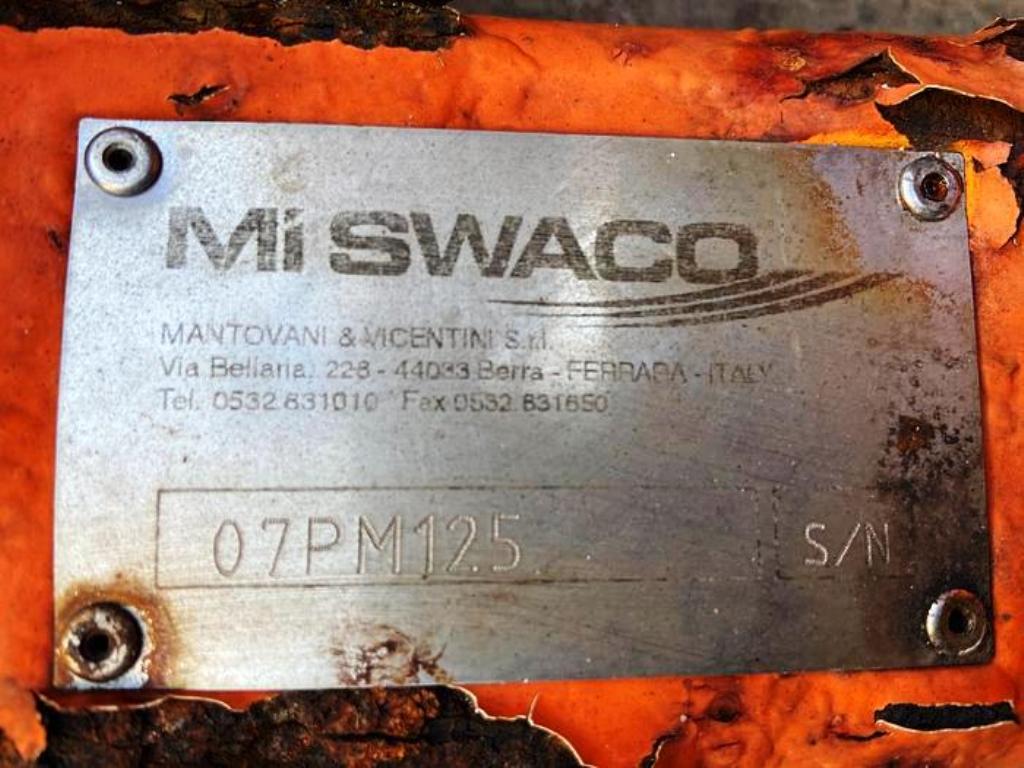 Mi SWACO
MANTOVANI & VICENTINI S.r.l.
Via Bellaria, 228 - 44033 Berra - FERRARA - ITALY
Tel. 0532.831010 Fax 0532.831650
07PM125 S/N